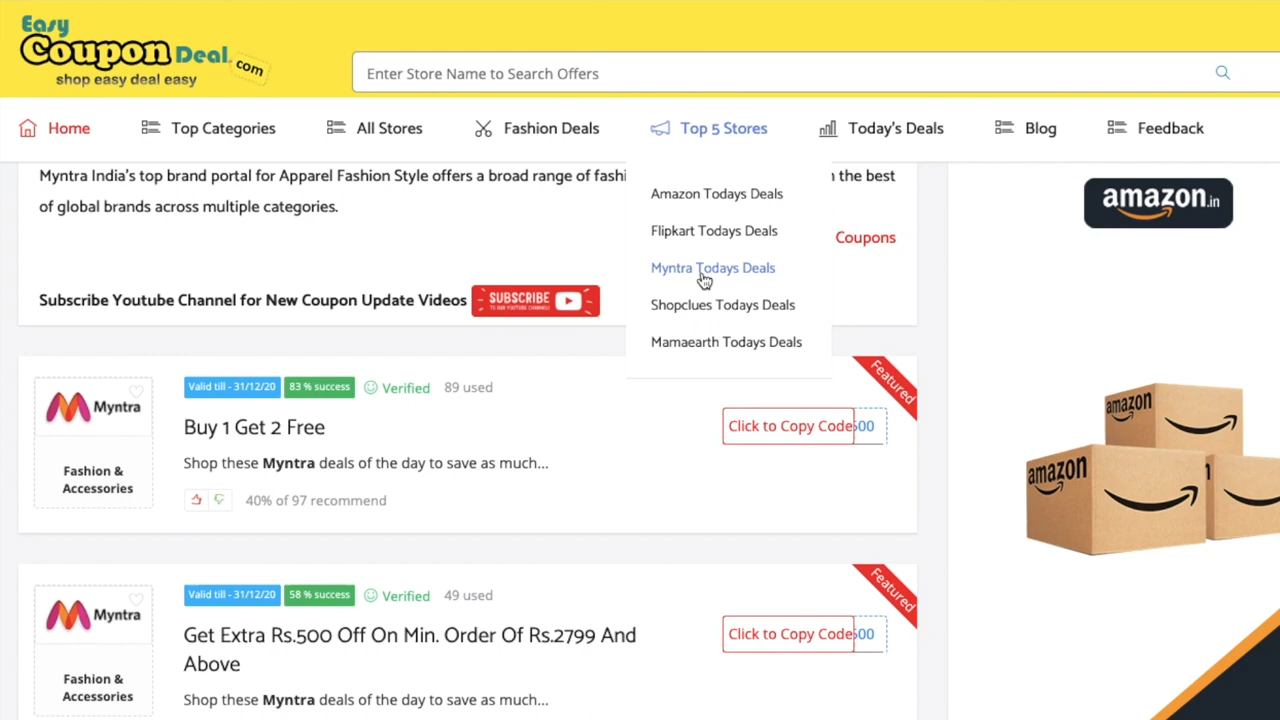 Easy
Coupon Deal.com
shop easy deal easy
Enter Store Name to Search Offers
Home Top Categories All Stores Fashion Deals Top 5 Stores Today's Deals Blog Feedback
Myntra India's top brand portal for Apparel Fashion Style offers a broad range of fashi
n the best
of global brands across multiple categories.
Coupons
Amazon Todays Deals
Flipkart Todays Deals
Myntra Todays Deals
Shopclues Todays Deals
Mamaearth Todays Deals
amazon.in
Subscribe Youtube Channel for New Coupon Update Videos
SUBSCRIBE
TO OUR YOUTUBE CHANNEL
Myntra
Fashion &
Accessories
Valid till - 31/12/20 83 % success Verified 89 used
Featured
Buy 1 Get 2 Free
Click to Copy Code 500
Shop these Myntra deals of the day to save as much...
40% of 97 recommend
amazon
amazon
Myntra
Fashion &
Accessories
Valid till - 31/12/20 58 % success Verified 49 used
Featured
Get Extra Rs.500 Off On Min. Order Of Rs.2799 And
Above
Click to Copy Code 500
Shop these Myntra deals of the day to save as much...